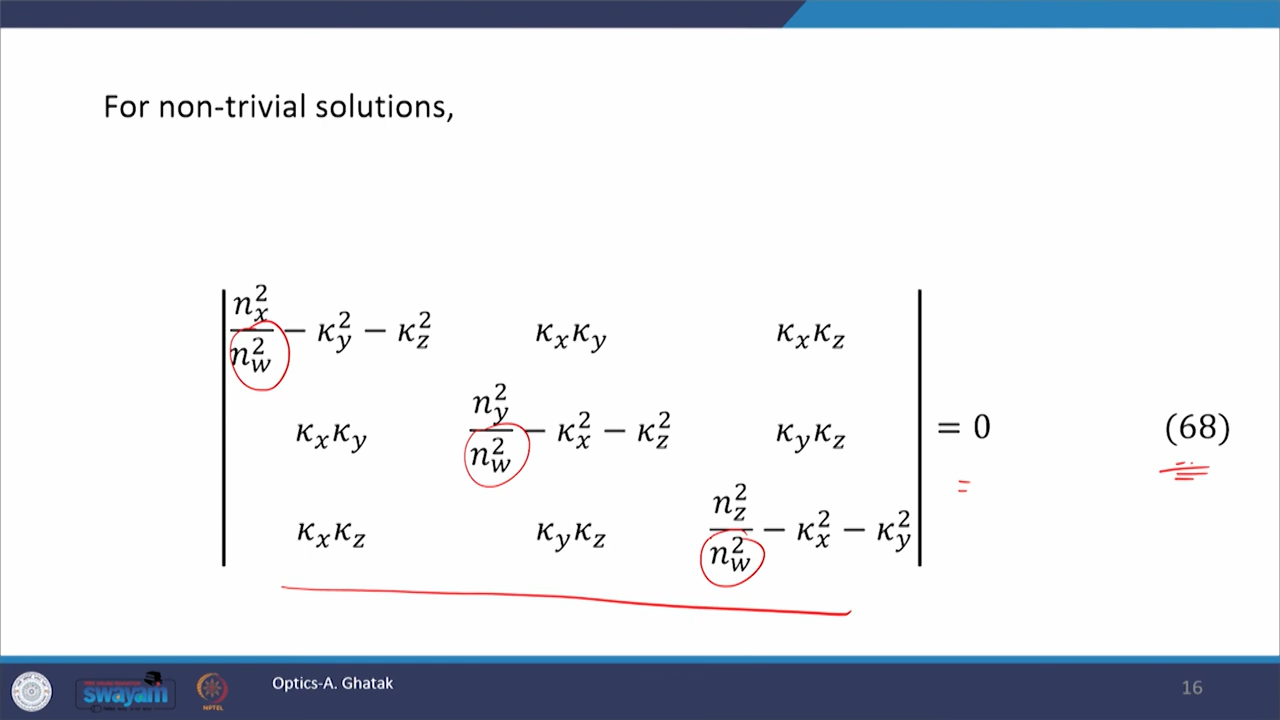 For non-trivial solutions,
n_x^2/n_w^2 − κ_y^2 − κ_z^2 κ_xκ_y κ_xκ_z
κ_xκ_y n_y^2/n_w^2 − κ_x^2 − κ_z^2 κ_yκ_z = 0 (68)
κ_xκ_z κ_yκ_z n_z^2/n_w^2 − κ_x^2 − κ_y^2
swayam
NPTEL
Optics-A. Ghatak
16